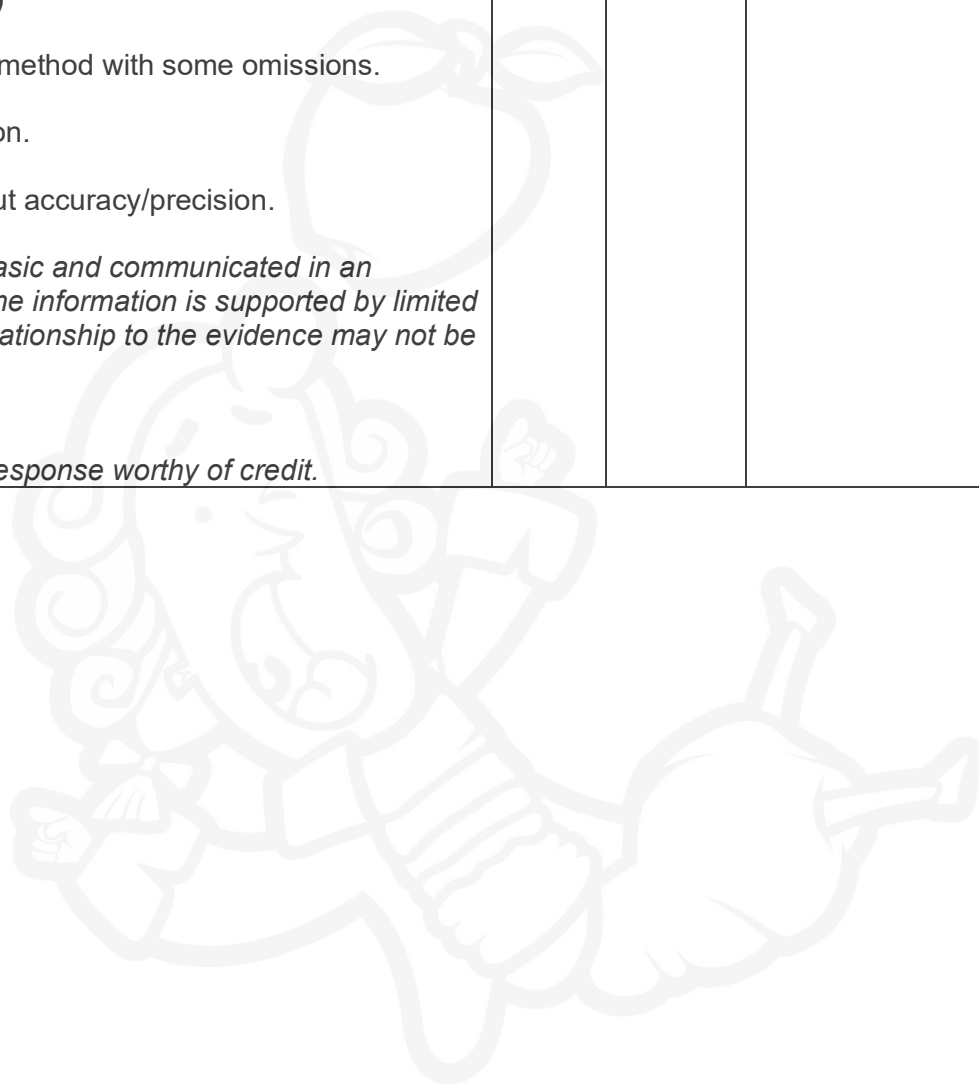 )
method with some omissions.
on.
ut accuracy/precision.
asic and communicated in an
ne information is supported by limited
ationship to the evidence may not be
esponse worthy of credit.